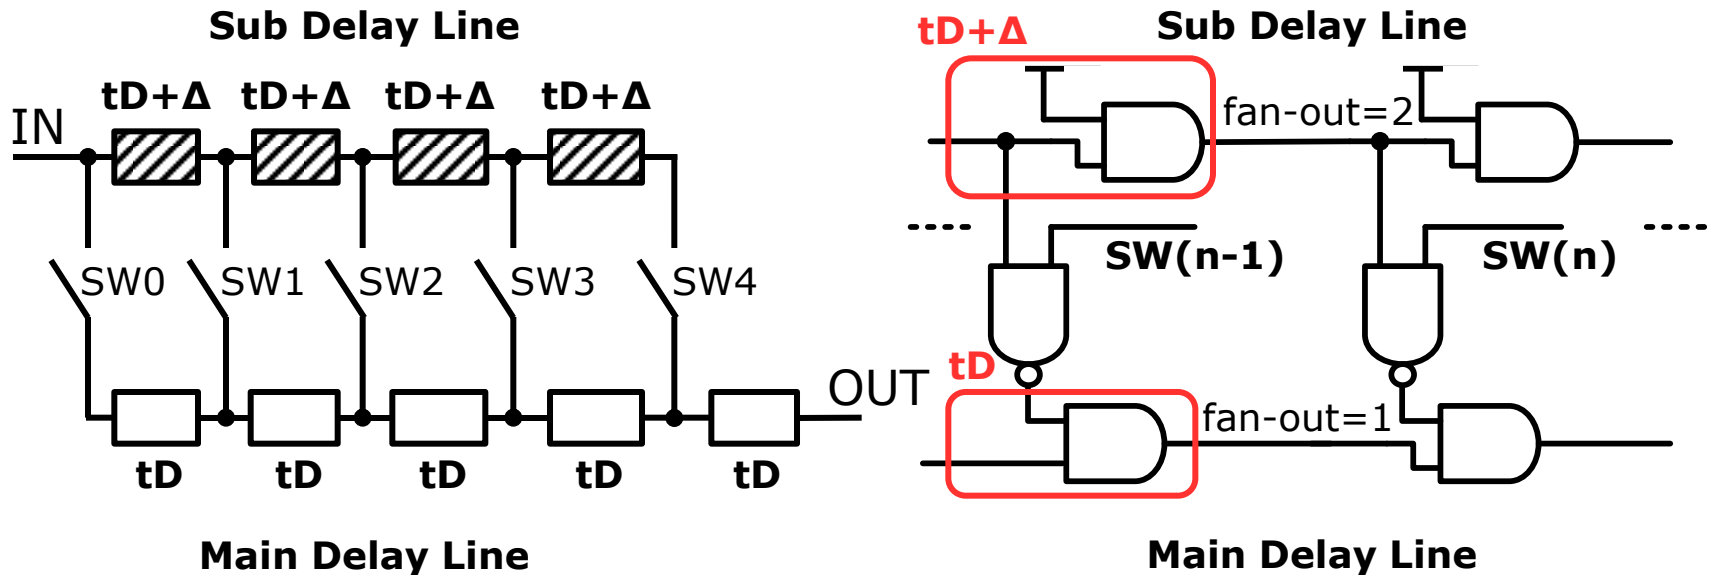 Sub Delay Line
tD+Δ tD+Δ tD+Δ tD+Δ
IN
SW0 SW1 SW2 SW3 SW4
OUT
tD tD tD tD tD
Main Delay Line
Sub Delay Line
tD+Δ
fan-out=2
SW(n-1) SW(n)
tD
fan-out=1
Main Delay Line